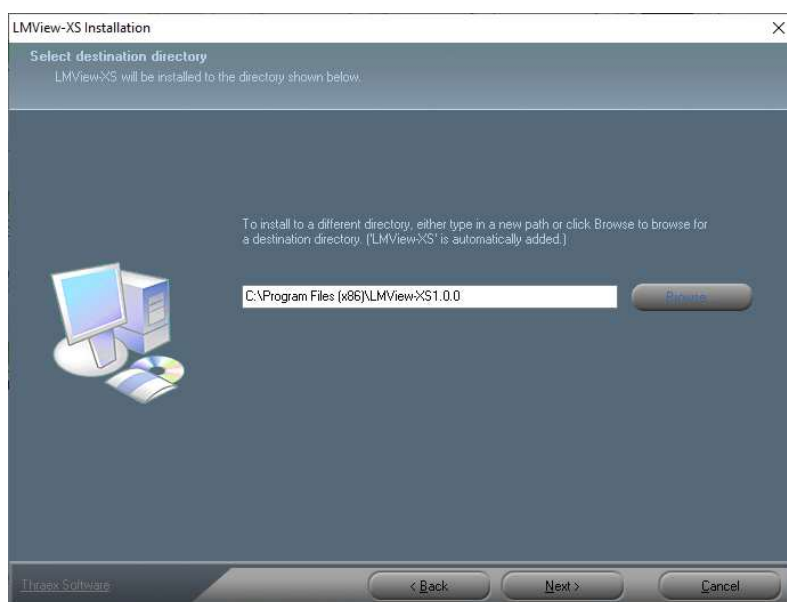 LMView-XS Installation
Select destination directory
LMView-XS will be installed to the directory shown below.
To install to a different directory, either type in a new path or click Browse to browse for
a destination directory. ('LMView-XS' is automatically added.)
C:\Program Files (x86)\LMView-XS1.0.0
Browse
Thraex Software
< Back
Next >
Cancel